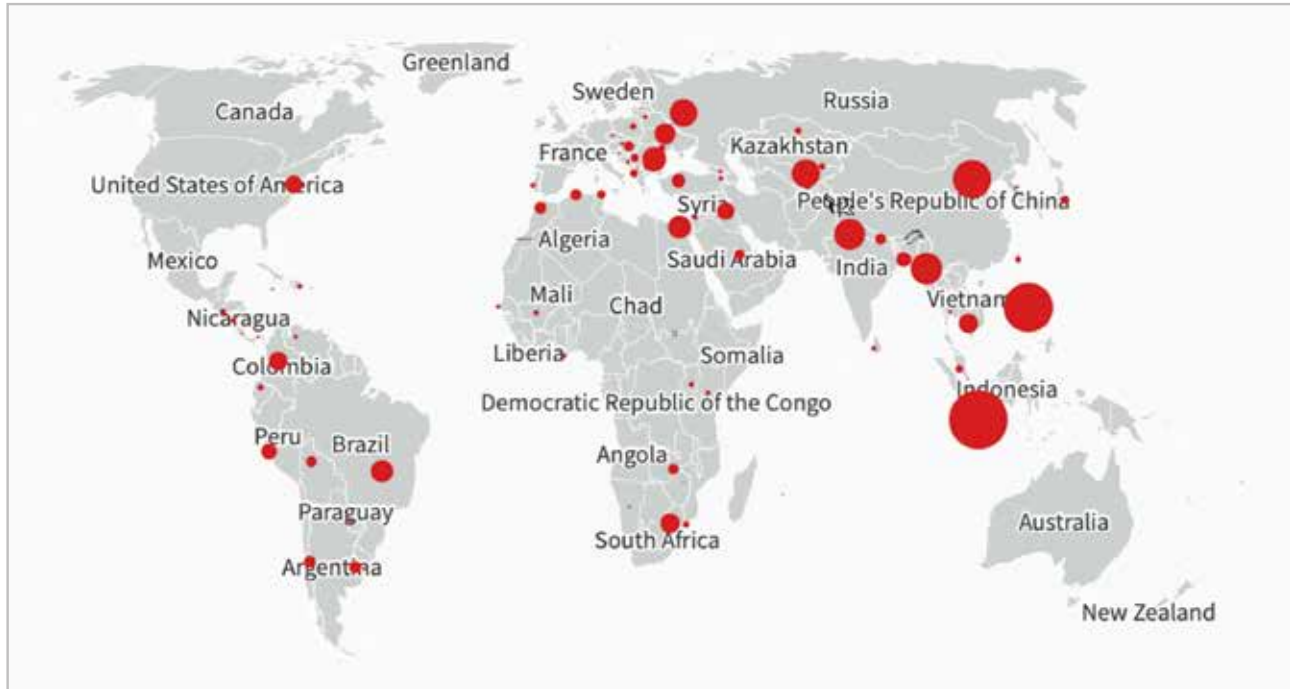 Greenland
Sweden
Russia
Canada
Kazakhstan
France
United States of America
Syria
People's Republic of China
Algeria
Mexico
Saudi Arabia
India
Mali
Chad
Vietnam
Nicaragua
Liberia
Somalia
Colombia
Indonesia
Democratic Republic of the Congo
Peru
Brazil
Angola
Paraguay
Australia
South Africa
Argentina
New Zealand